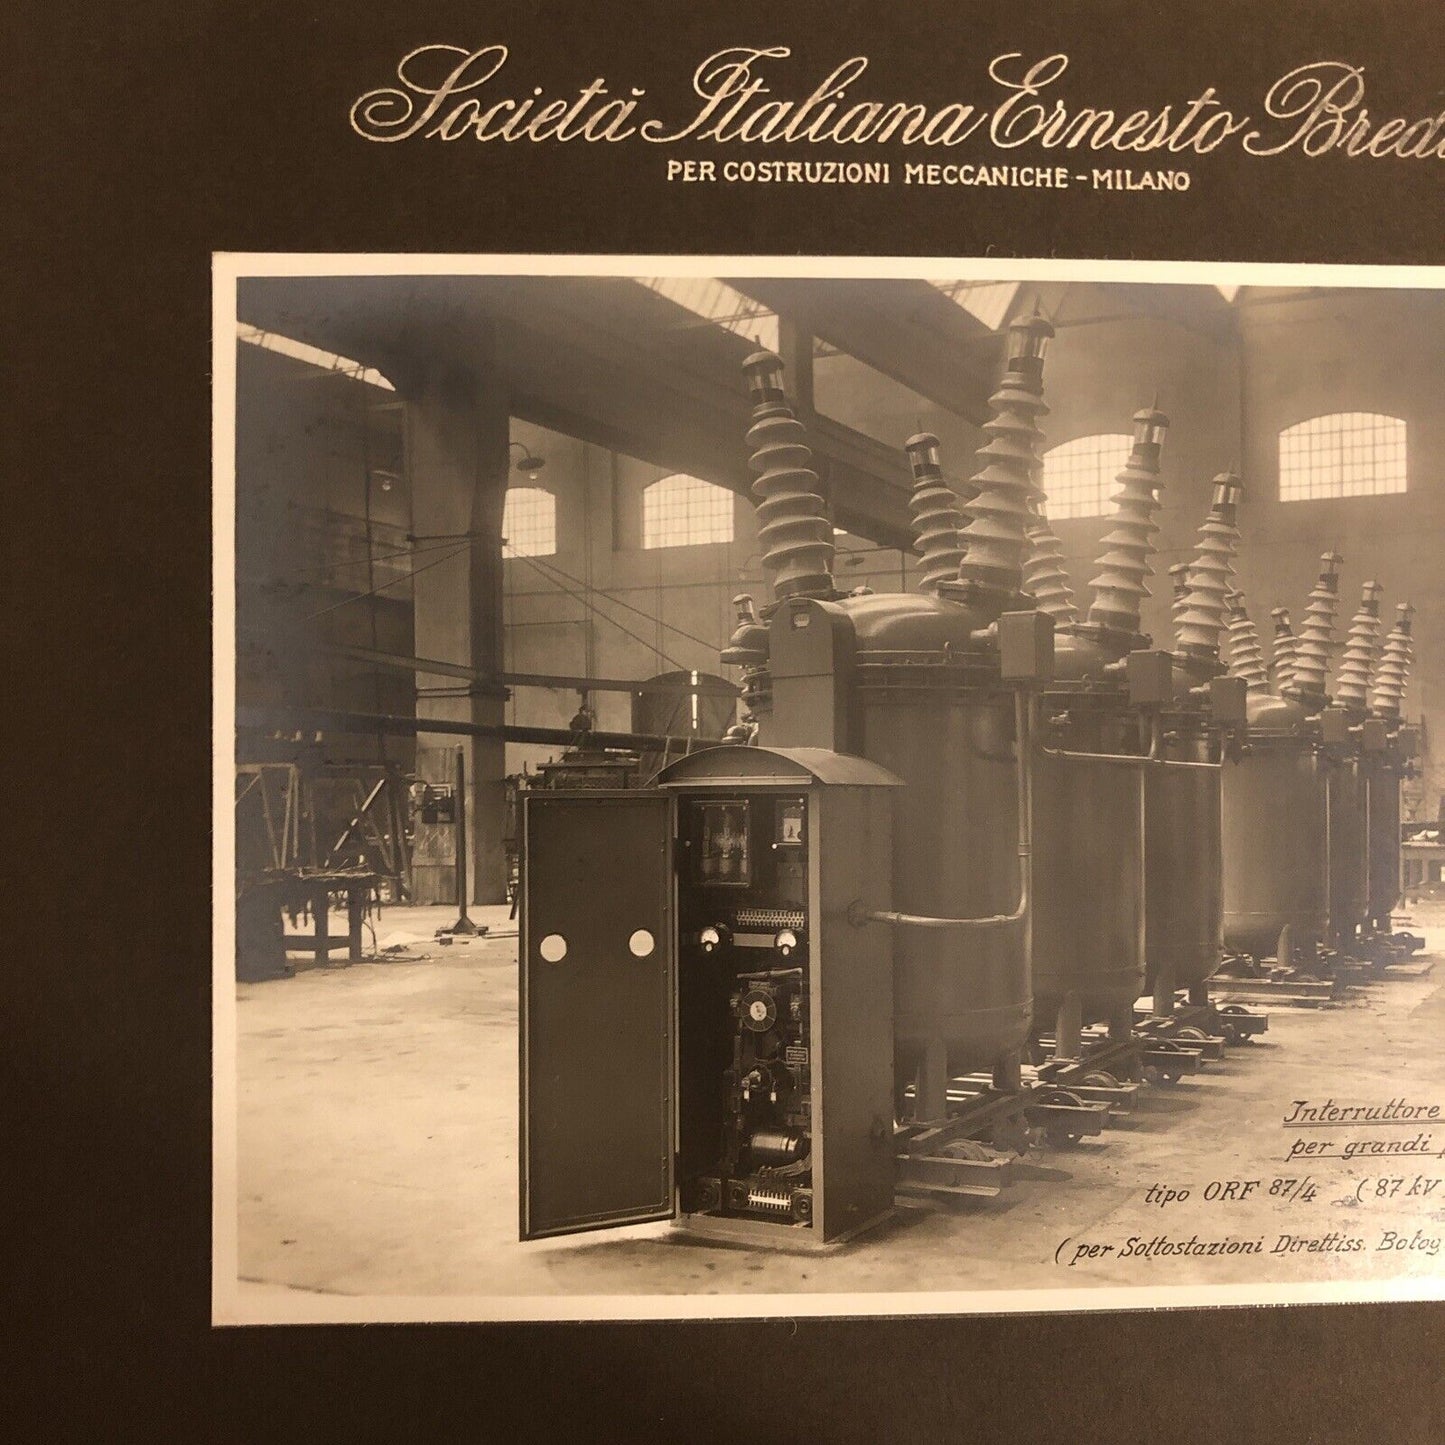 Società Italiana Ernesto Bred
PER COSTRUZIONI MECCANICHE - MILANO
Interruttore
per grandi
tipo ORF 87/4 (87 kV
(per Sottostazioni Direttiss. Bolog